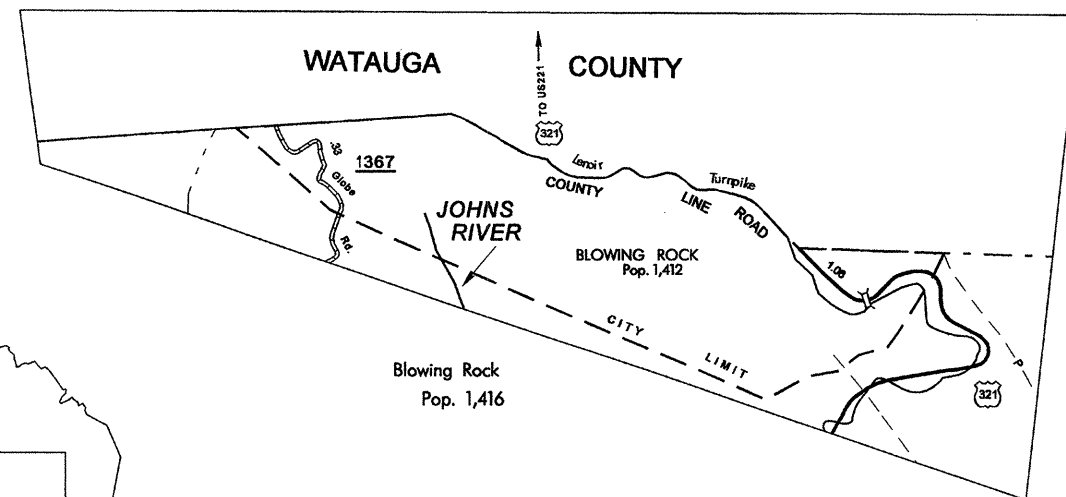 WATAUGA COUNTY
TO US221
321
.33
1367
Globe
Rd.
Lenoir
Turnpike
COUNTY LINE ROAD
JOHNS
RIVER
BLOWING ROCK
Pop. 1,412
1.08
CITY LIMIT
P
321
Blowing Rock
Pop. 1,416